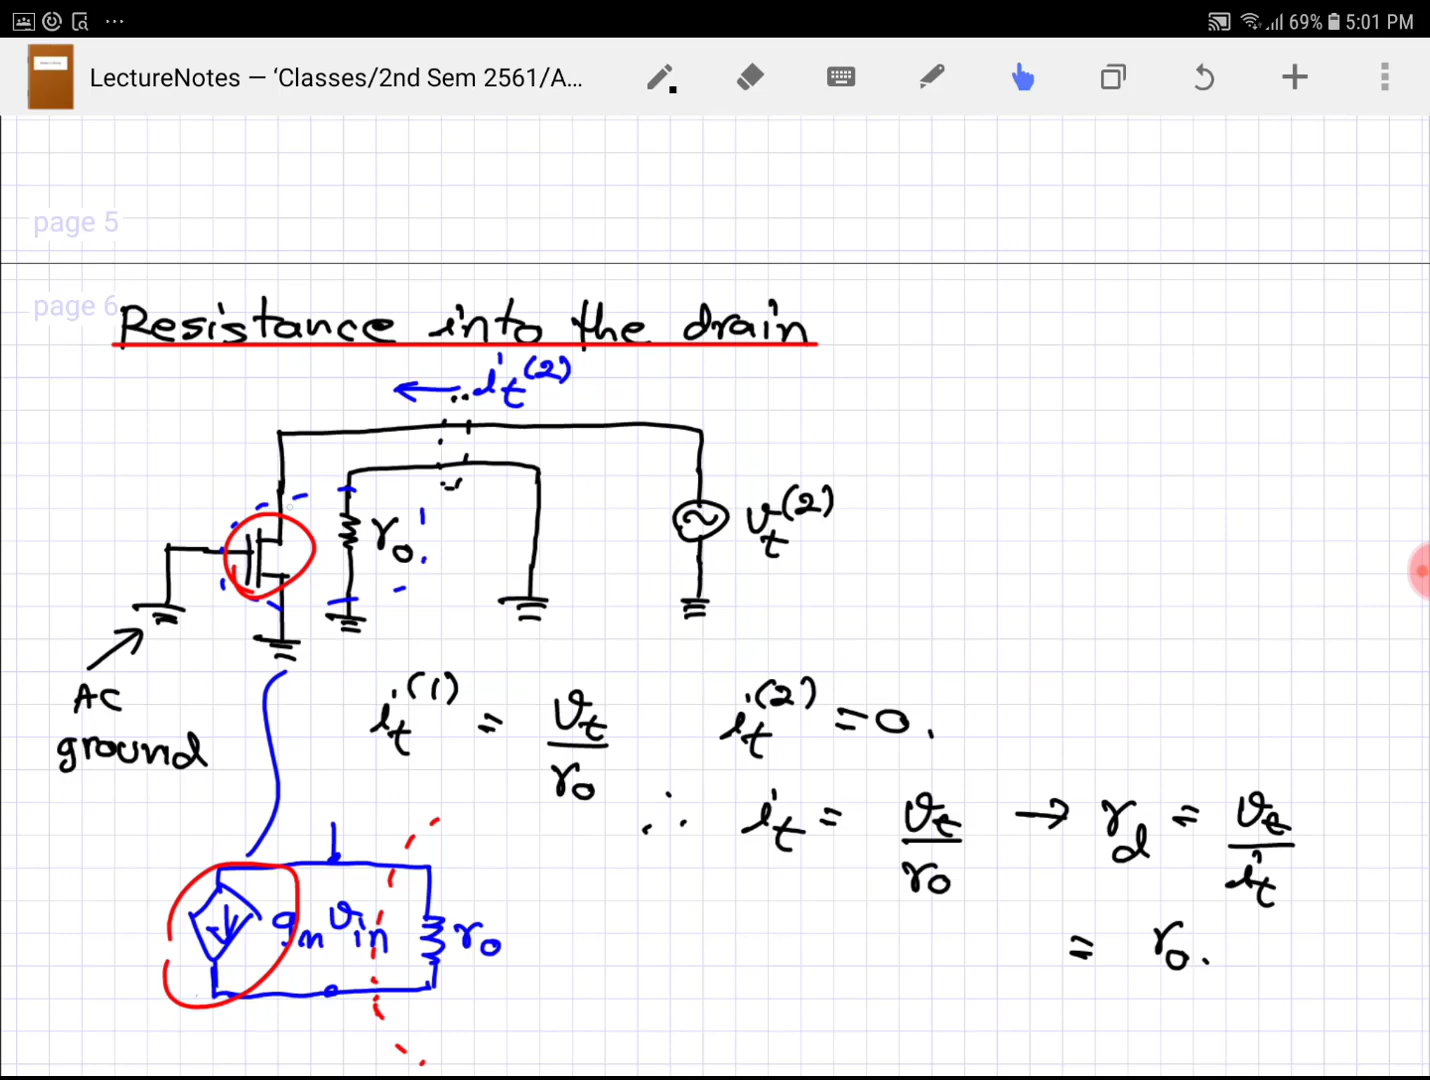 69% 5:01 PM
LectureNotes — ‘Classes/2nd Sem 2561/A...
page 5
page 6
Resistance into the drain
i_t^(2)
r_o
v_t^(2)
AC
ground
i_t^(1) = v_t / r_o
i_t^(2) = 0.
∴ i_t = v_t / r_o → r_d = v_t / i_t
= r_o.
g_m v_in
r_o